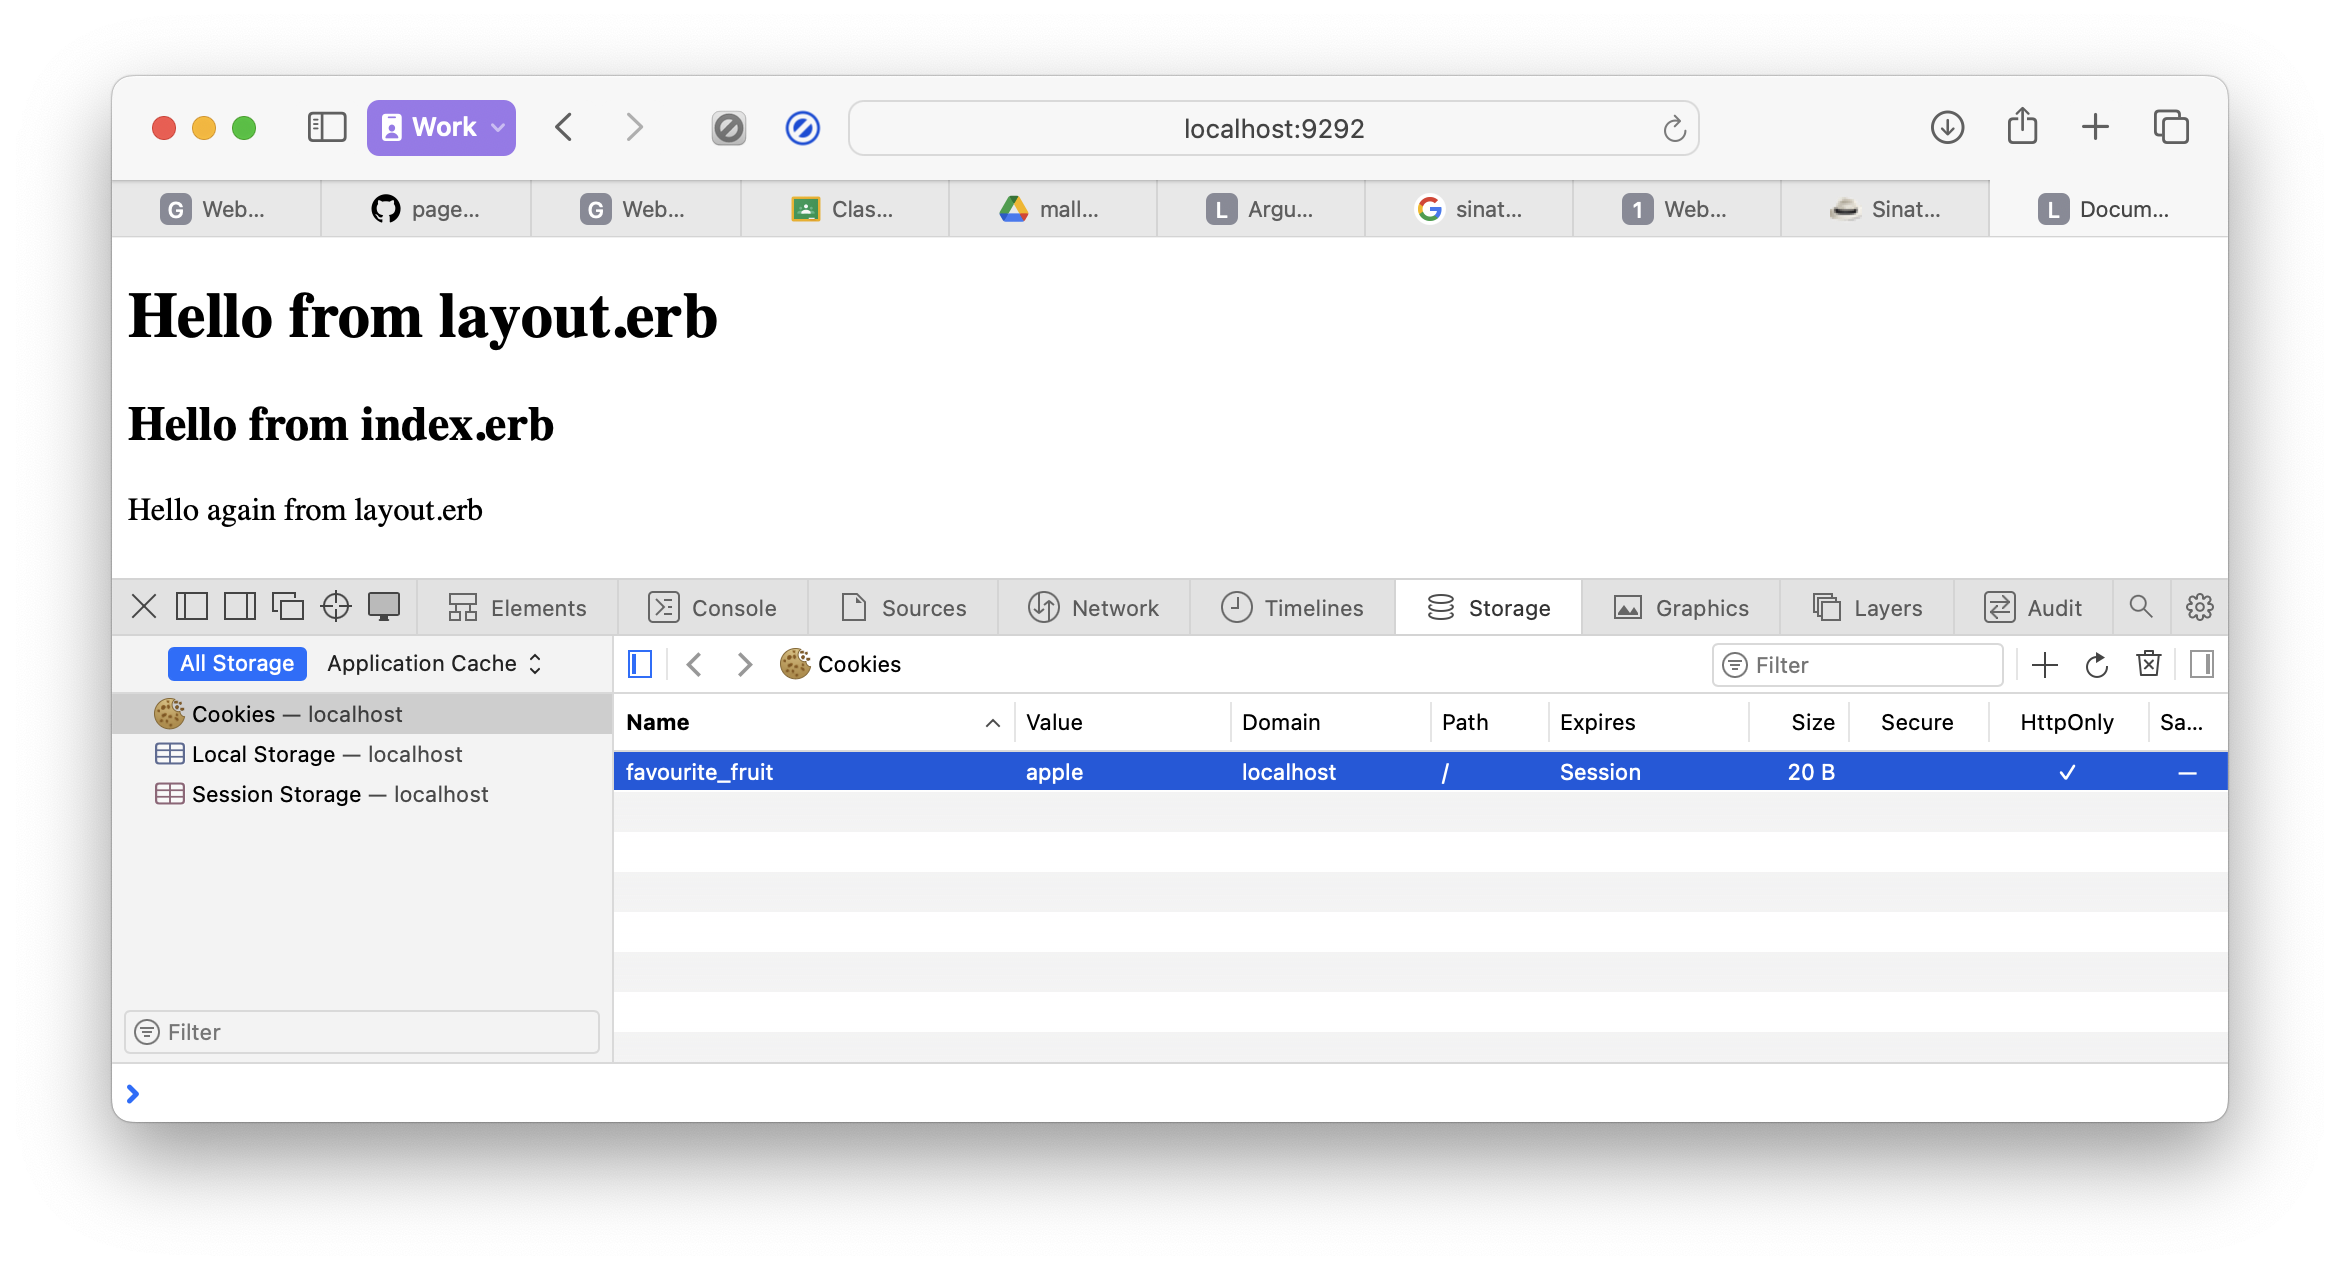 Work
localhost:9292
G Web...
page...
G Web...
Clas...
mall...
L Argu...
sinat...
1 Web...
Sinat...
L Docum...
Hello from layout.erb
Hello from index.erb
Hello again from layout.erb
Elements
Console
Sources
Network
Timelines
Storage
Graphics
Layers
Audit
All Storage
Application Cache
Cookies
Filter
Cookies — localhost
Local Storage — localhost
Session Storage — localhost
Filter
Name Value Domain Path Expires Size Secure HttpOnly Sa...
favourite_fruit apple localhost / Session 20 B ✓ —